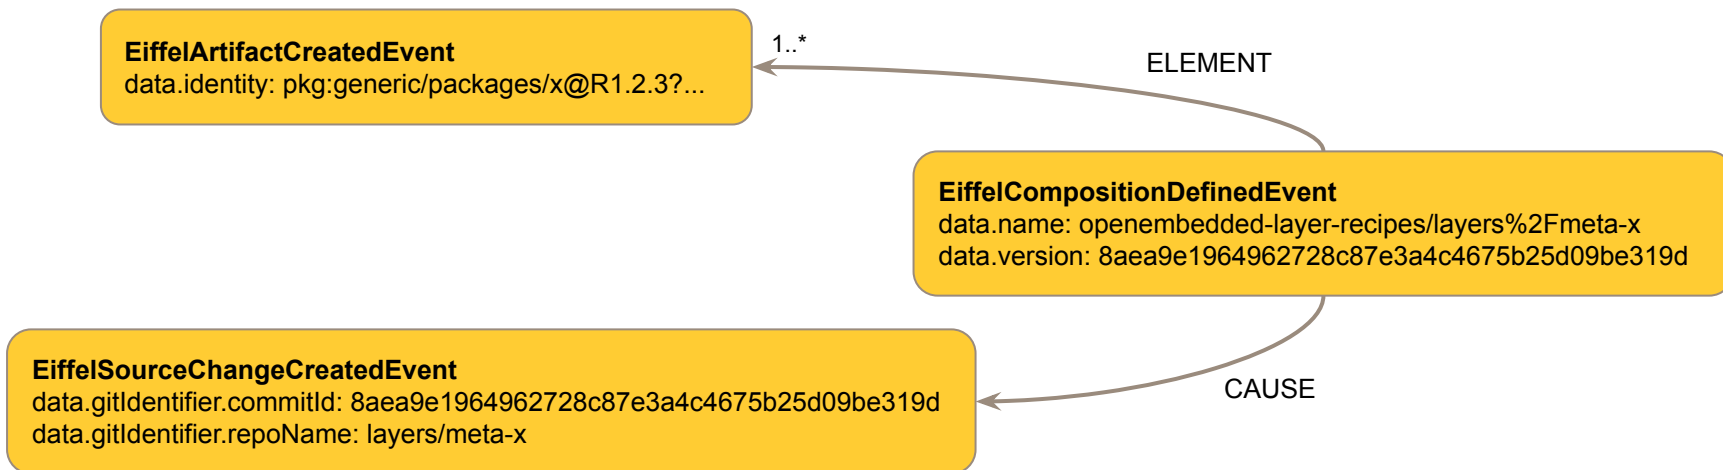 EiffelArtifactCreatedEvent
data.identity: pkg:generic/packages/x@R1.2.3?...
1..*
ELEMENT
EiffelCompositionDefinedEvent
data.name: openembedded-layer-recipes/layers%2Fmeta-x
data.version: 8aea9e1964962728c87e3a4c4675b25d09be319d
EiffelSourceChangeCreatedEvent
data.gitIdentifier.commitId: 8aea9e1964962728c87e3a4c4675b25d09be319d
data.gitIdentifier.repoName: layers/meta-x
CAUSE